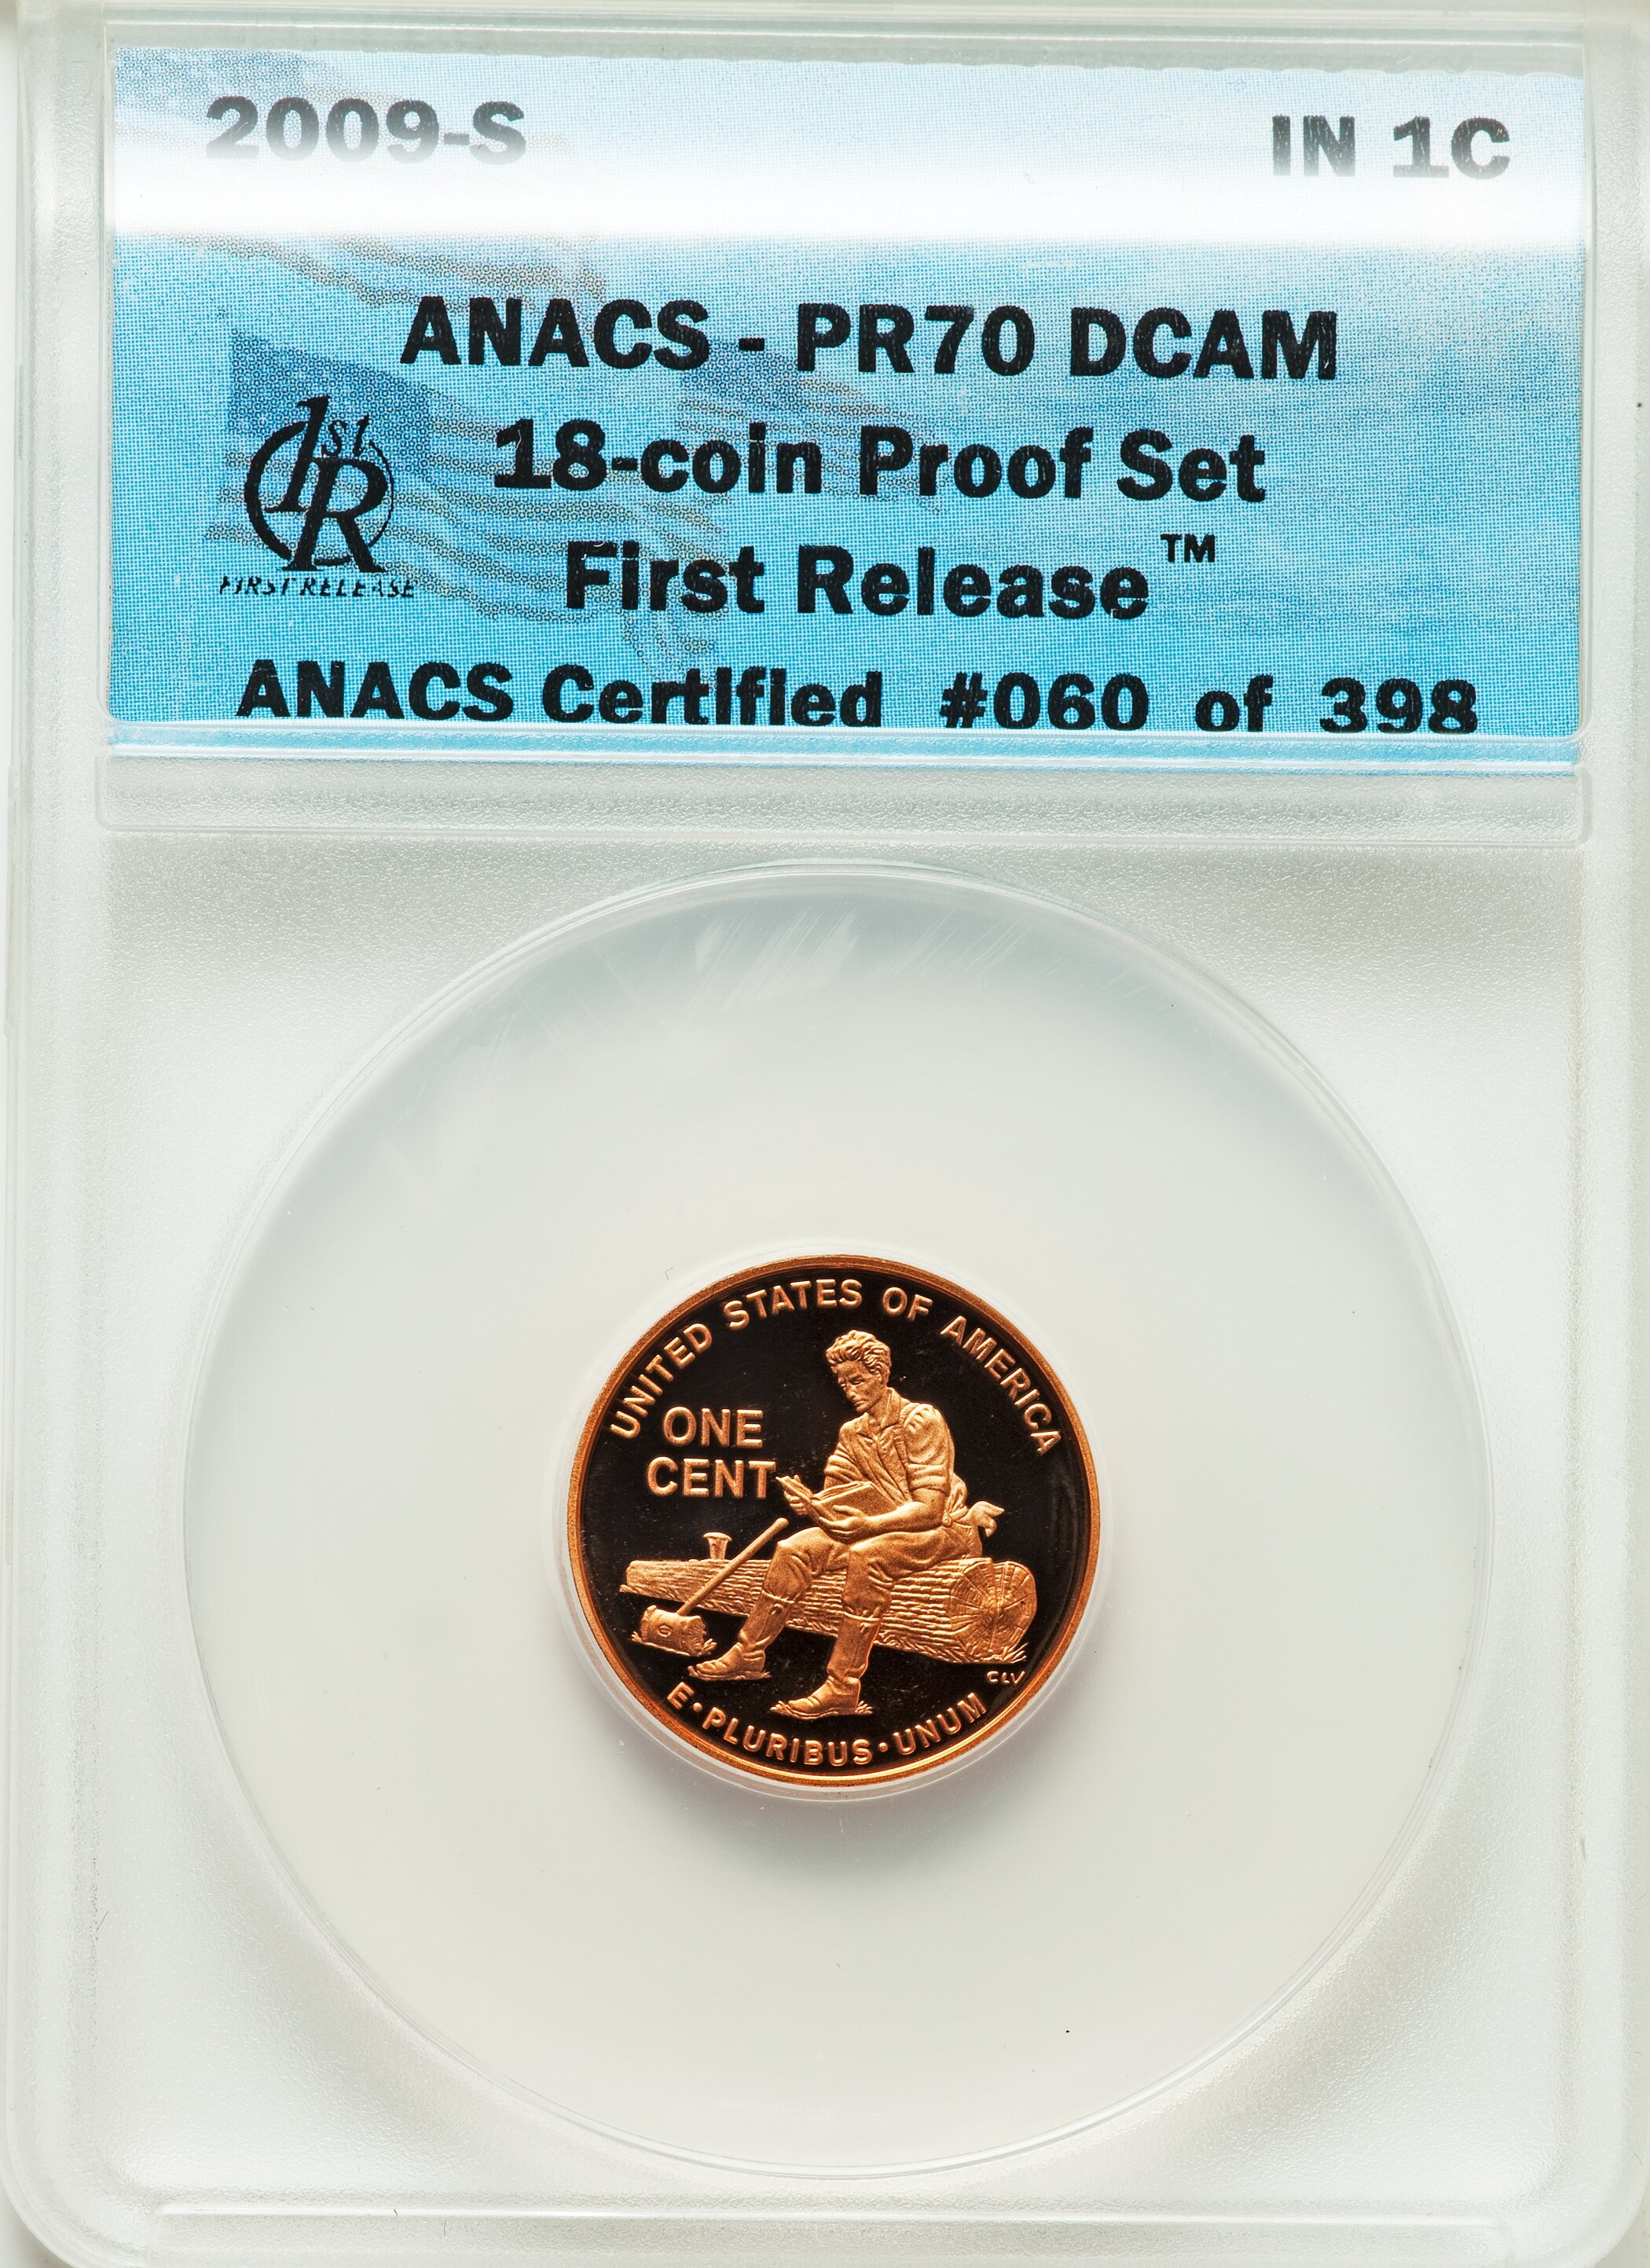 2009-S IN 1C
ANACS - PR70 DCAM
18-coin Proof Set
First Release™
1st R
FIRST RELEASE
ANACS Certified #060 of 398
UNITED STATES OF AMERICA
ONE
CENT
CLV
E·PLURIBUS·UNUM